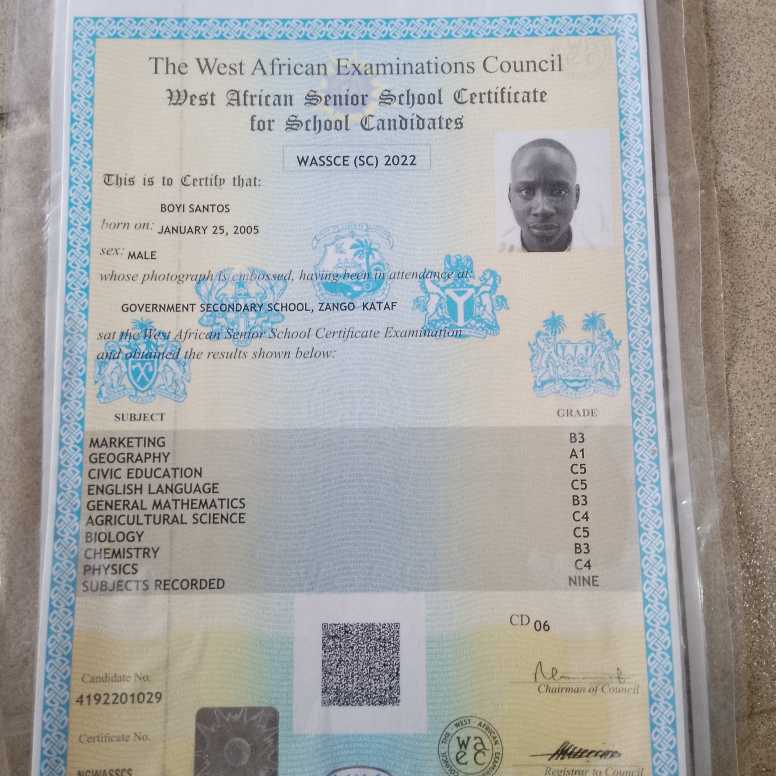 The West African Examinations Council
West African Senior School Certificate
for School Candidates
WASSCE (SC) 2022
This is to Certify that:
BOYI SANTOS
born on: JANUARY 25, 2005
sex: MALE
whose photograph is embossed, having been in attendance at:
GOVERNMENT SECONDARY SCHOOL, ZANGO KATAF
sat the West African Senior School Certificate Examination
and obtained the results shown below:
SUBJECT GRADE
MARKETING B3
GEOGRAPHY A1
CIVIC EDUCATION C5
ENGLISH LANGUAGE C5
GENERAL MATHEMATICS B3
AGRICULTURAL SCIENCE C4
BIOLOGY C5
CHEMISTRY B3
PHYSICS C4
SUBJECTS RECORDED NINE
CD 06
Candidate No.
4192201029
Chairman of Council
Certificate No.
THE WEST AFRICAN
waec
NGWASSCS
Registrar to Council